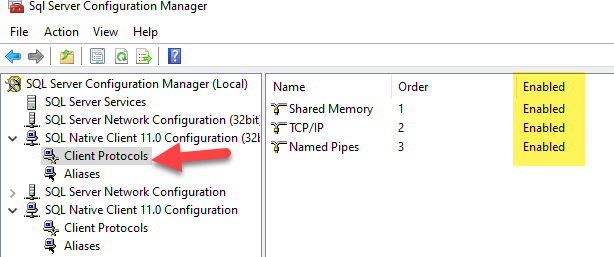 Sql Server Configuration Manager
File Action View Help
SQL Server Configuration Manager (Local)
SQL Server Services
SQL Server Network Configuration (32bit)
SQL Native Client 11.0 Configuration (32b
Client Protocols
Aliases
SQL Server Network Configuration
SQL Native Client 11.0 Configuration
Client Protocols
Aliases
Name Order Enabled
Shared Memory 1 Enabled
TCP/IP 2 Enabled
Named Pipes 3 Enabled